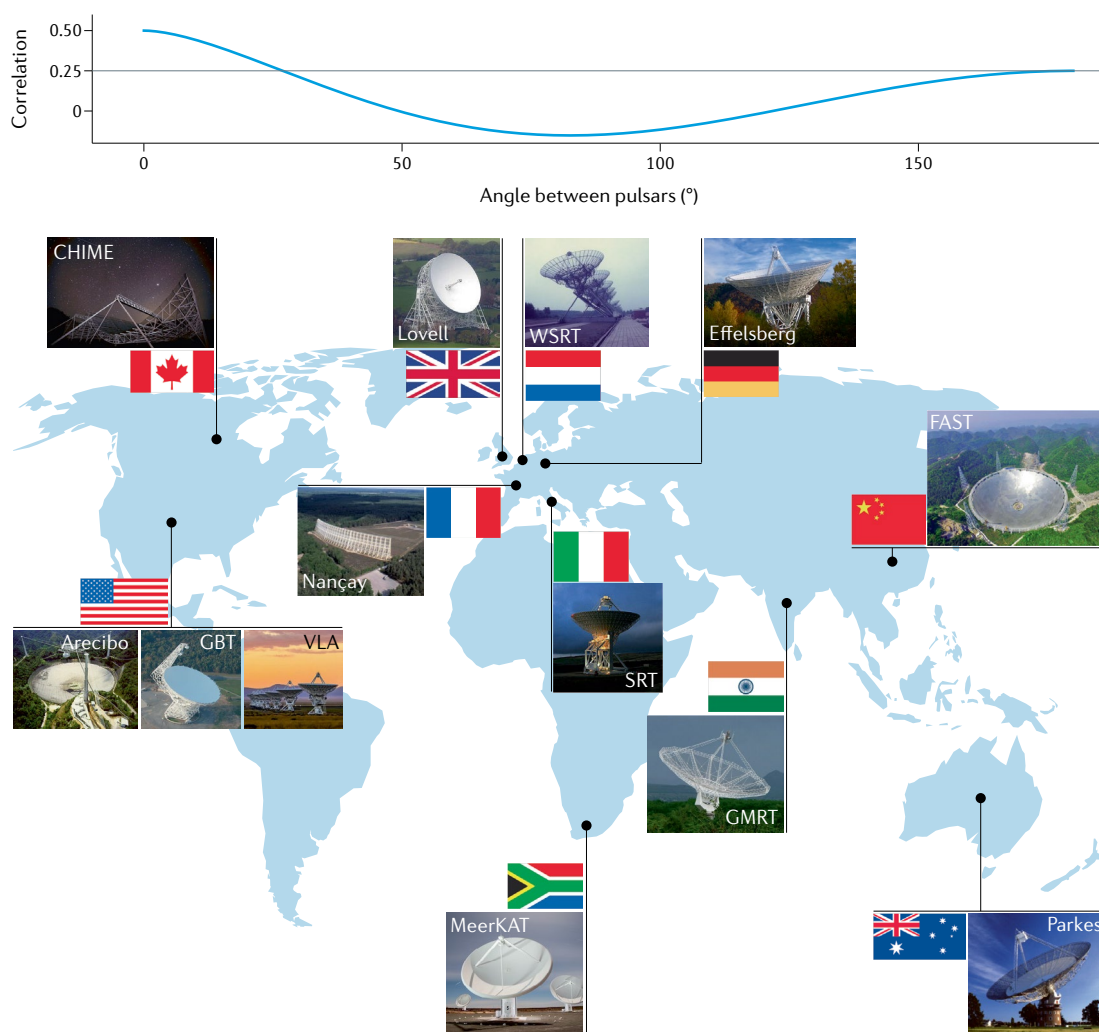 Correlation
0.50
0.25
0
0
50
100
150
Angle between pulsars (°)
CHIME
Lovell
WSRT
Effelsberg
FAST
Nançay
Arecibo
GBT
VLA
SRT
GMRT
MeerKAT
Parkes